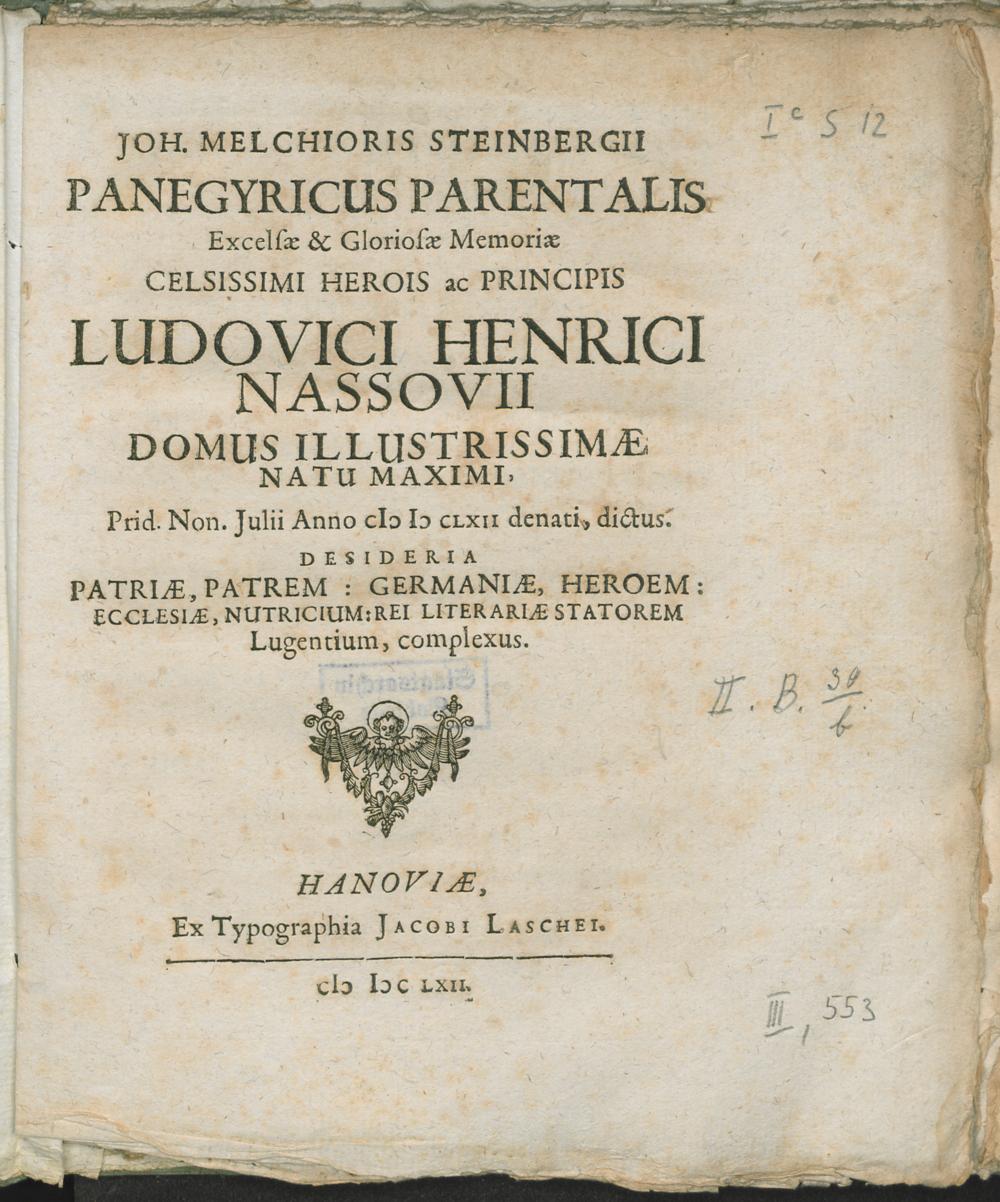 JOH. MELCHIORIS STEINBERGII
PANEGYRICUS PARENTALIS
Excelſæ & Glorioſæ Memoriæ
CELSISSIMI HEROIS ac PRINCIPIS
LUDOVICI HENRICI
NASSOVII
DOMUS ILLUSTRISSIMÆ
NATU MAXIMI,
Prid. Non. Julii Anno cIↄ Iↄ CLXII denati, dictus.
DESIDERIA
PATRIÆ, PATREM : GERMANIÆ, HEROEM :
ECCLESIÆ, NUTRICIUM: REI LITERARIÆ STATOREM
Lugentium, complexus.
HANOVIÆ,
Ex Typographia JACOBI LASCHEI.
cIↄ Iↄ C LXII.
I c S 12
II. B. 30/b.
III, 553